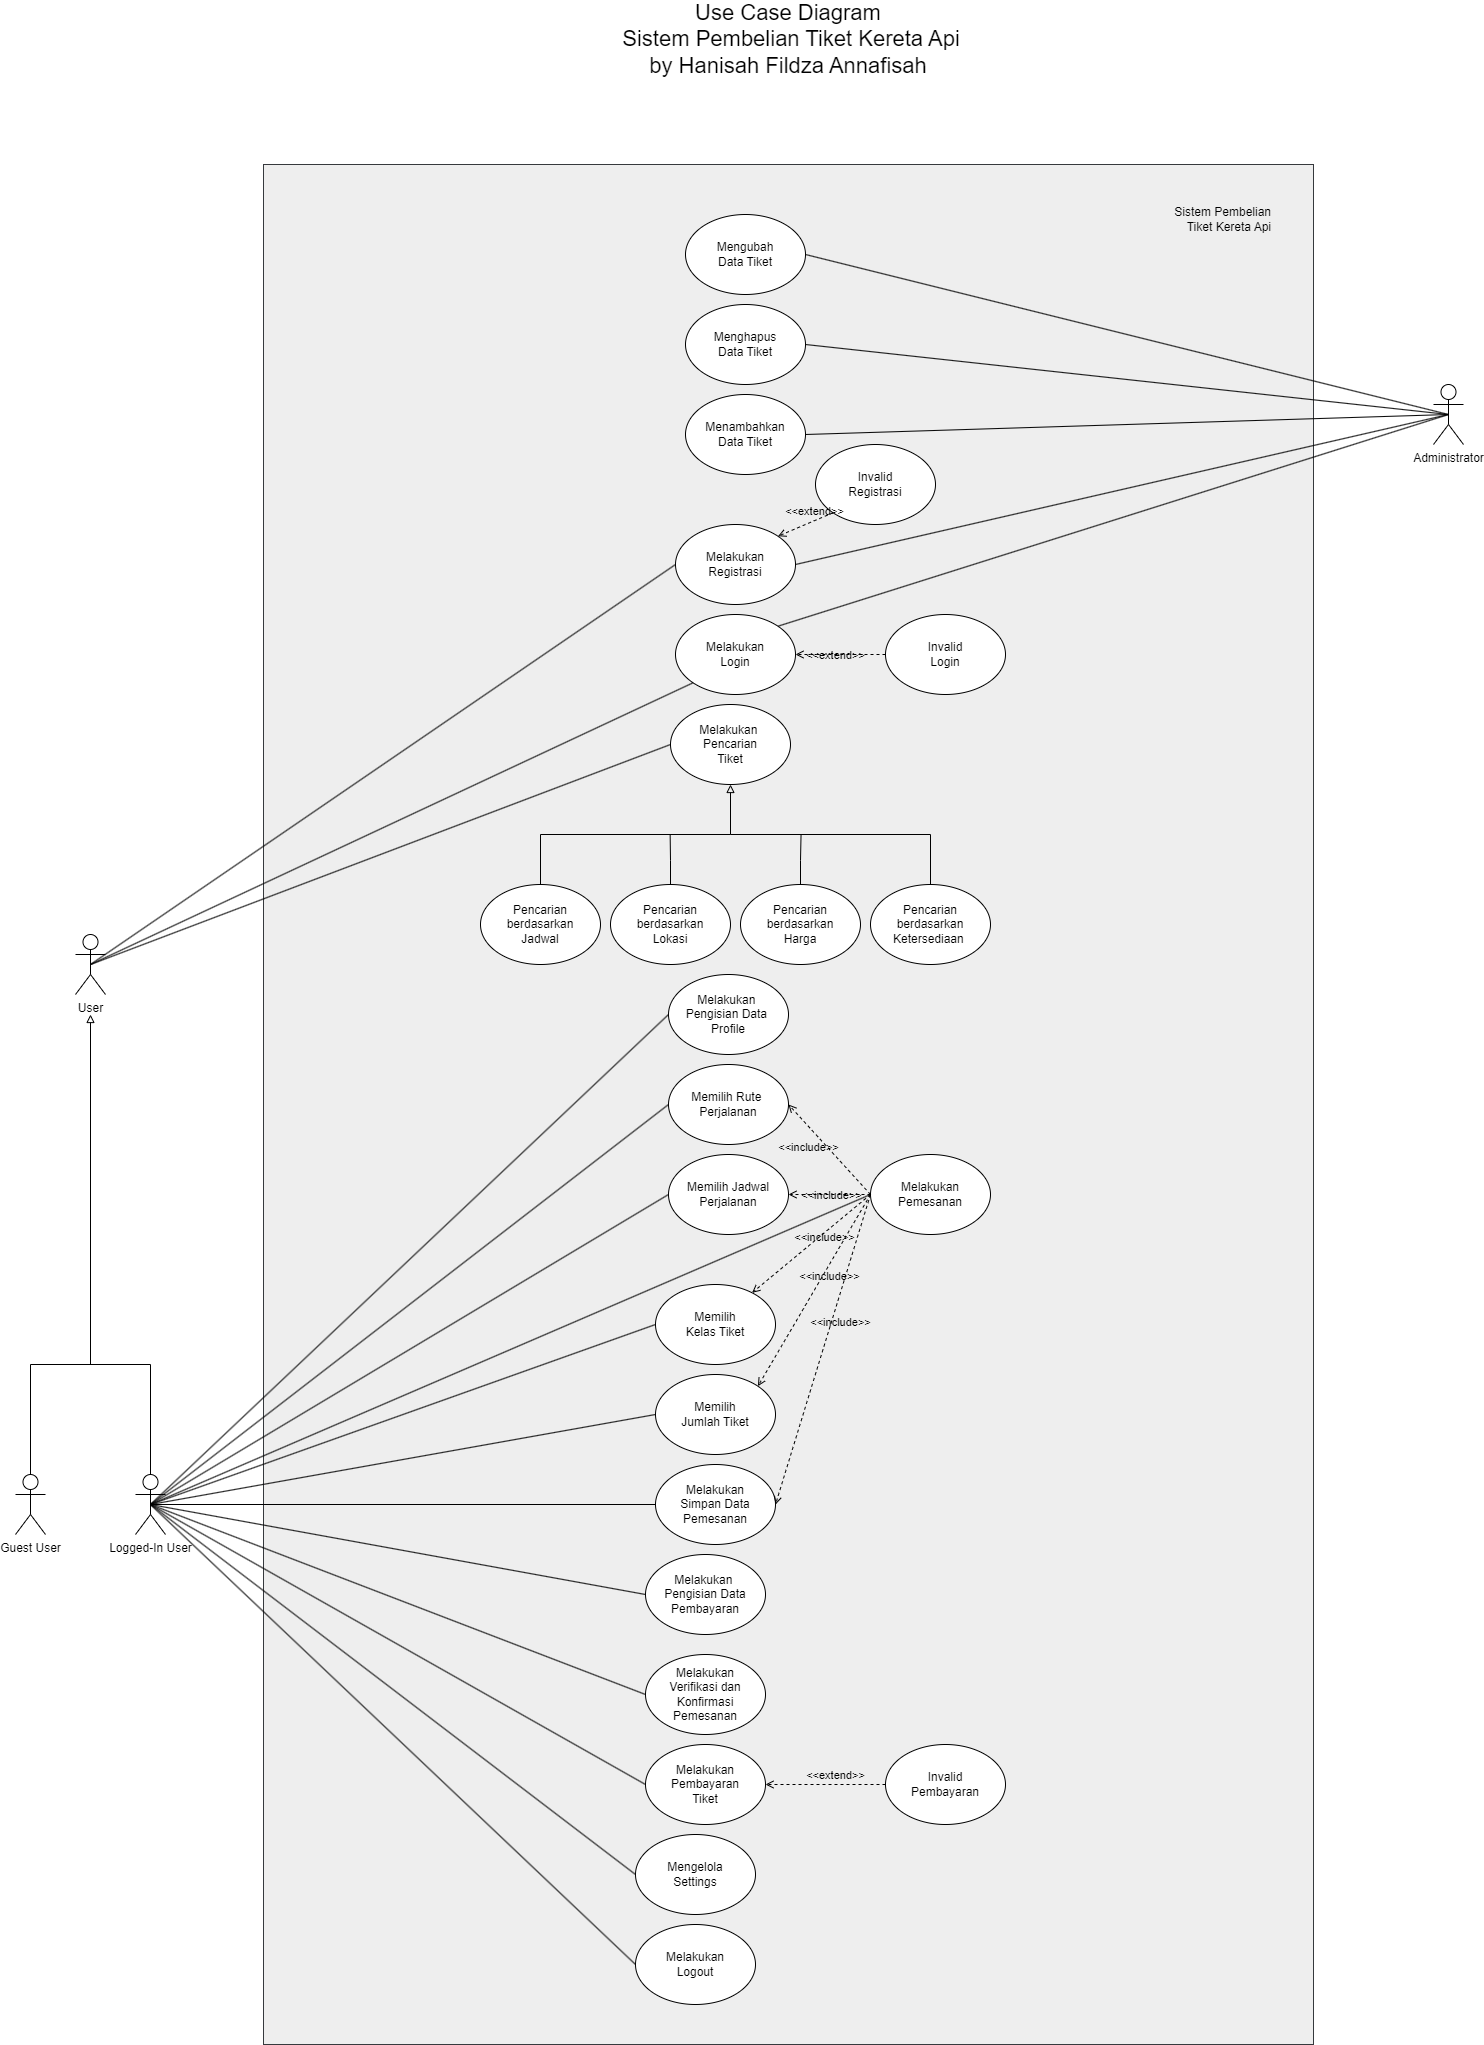 Use Case Diagram
Sistem Pembelian Tiket Kereta Api
by Hanisah Fildza Annafisah
Sistem Pembelian
Tiket Kereta Api
Mengubah
Data Tiket
Menghapus
Data Tiket
Menambahkan
Data Tiket
Administrator
Invalid
Registrasi
<<extend>>
Melakukan
Registrasi
Melakukan
Login
<<extend>>
Invalid
Login
Melakukan
Pencarian
Tiket
Pencarian
berdasarkan
Jadwal
Pencarian
berdasarkan
Lokasi
Pencarian
berdasarkan
Harga
Pencarian
berdasarkan
Ketersediaan
User
Melakukan
Pengisian Data
Profile
Memilih Rute
Perjalanan
<<include>>
Memilih Jadwal
Perjalanan
<<include>>
Melakukan
Pemesanan
<<include>>
<<include>>
<<include>>
Memilih
Kelas Tiket
Memilih
Jumlah Tiket
Melakukan
Simpan Data
Pemesanan
Guest User
Logged-In User
Melakukan
Pengisian Data
Pembayaran
Melakukan
Verifikasi dan
Konfirmasi
Pemesanan
Melakukan
Pembayaran
Tiket
<<extend>>
Invalid
Pembayaran
Mengelola
Settings
Melakukan
Logout